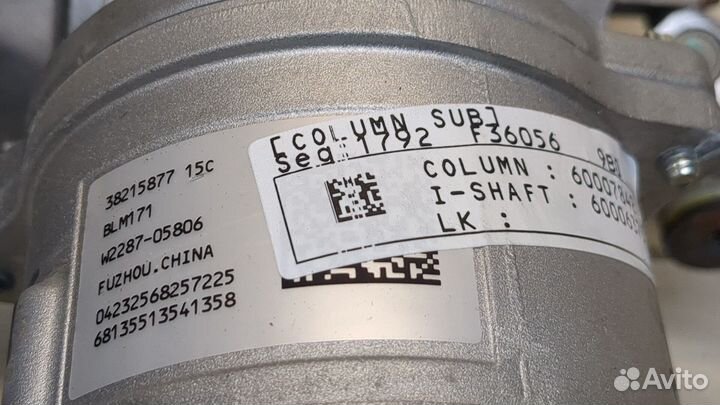 38215877 15C
BLM171
W2287-05806
FUZHOU.CHINA
04232568257225
68135513541358
[COLUMN SUB]
Seq 1792 F36056
COLUMN :
I-SHAFT :
LK :
Avito